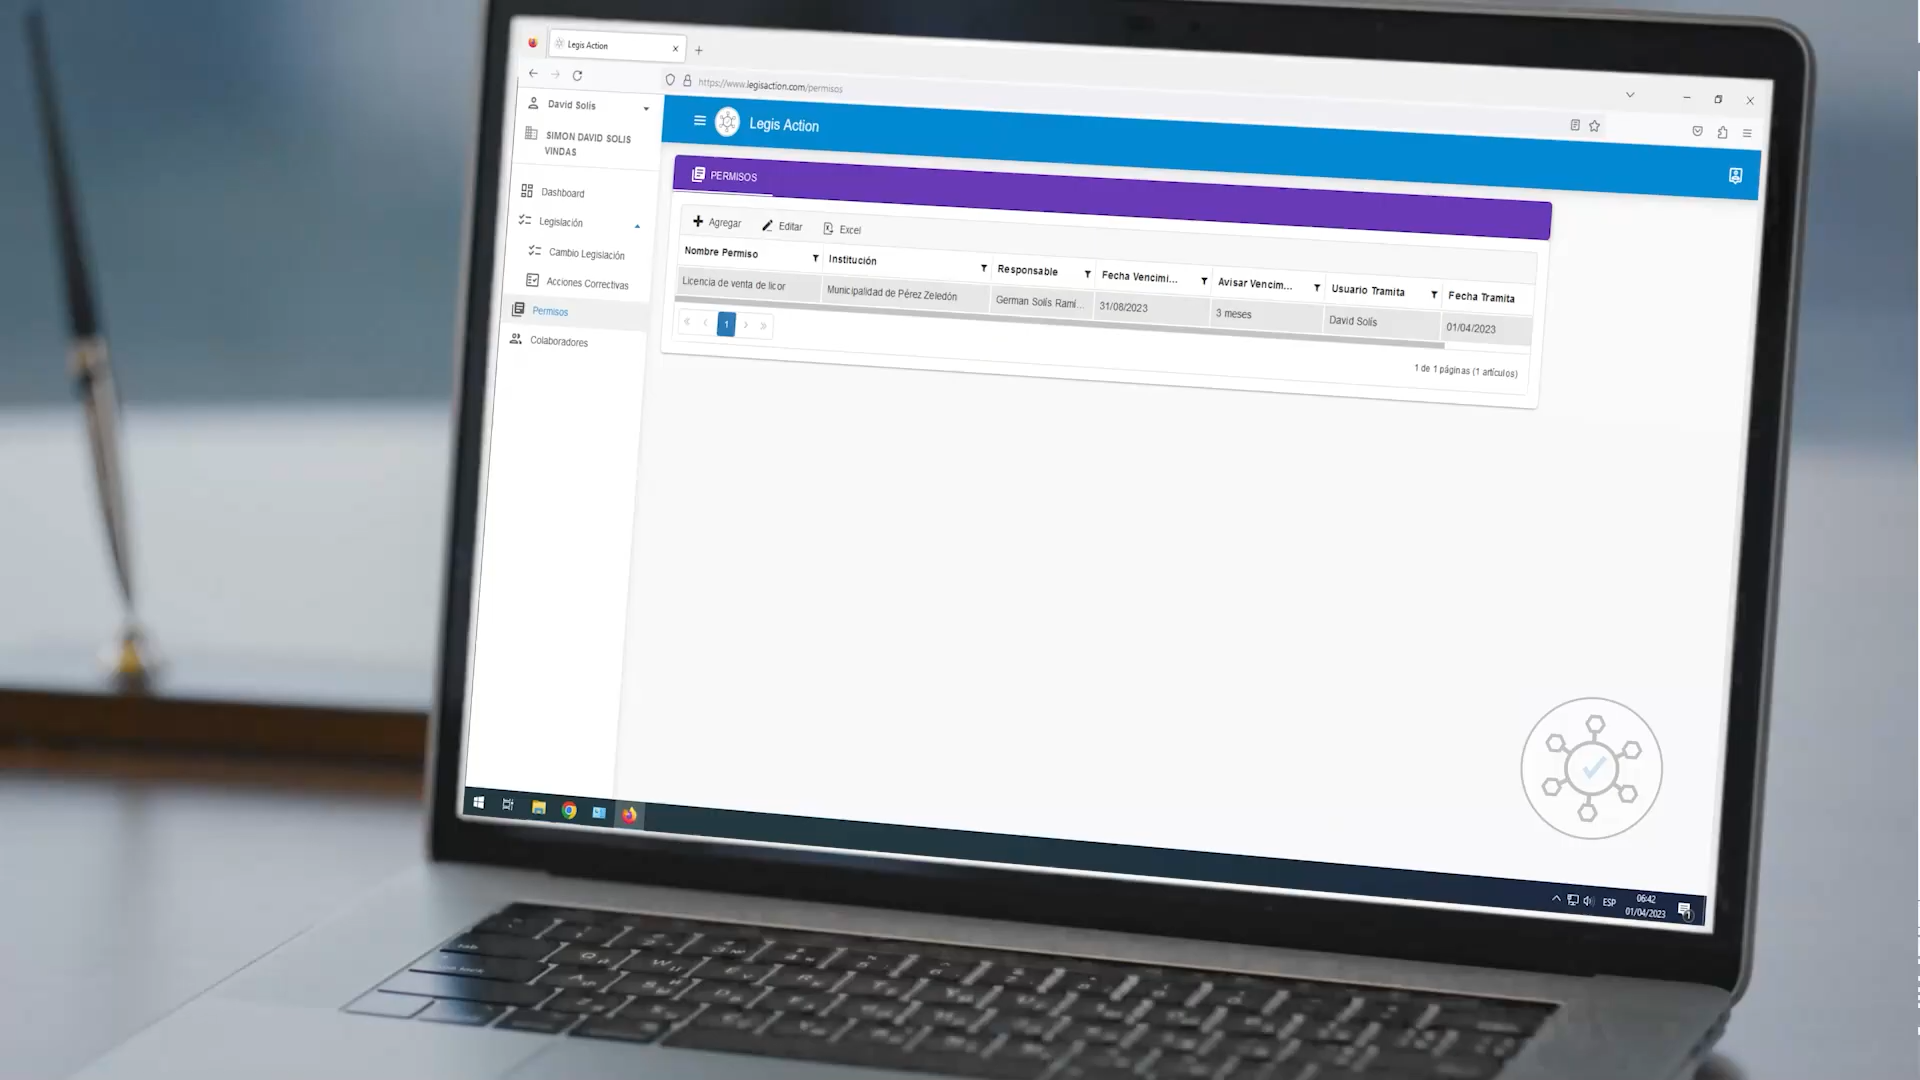 Legis Action
https://www.legisaction.com/permisos
David Solís
SIMON DAVID SOLIS
VINDAS
Dashboard
Legislación
Cambio Legislación
Acciones Correctivas
Permisos
Colaboradores
Legis Action
PERMISOS
Agregar Editar Excel
Nombre Permiso Institución Responsable Fecha Vencimi... Avisar Vencim... Usuario Tramita Fecha Tramita
Licencia de venta de licor Municipalidad de Pérez Zeledón German Solís Ramí... 31/08/2023 3 meses David Solís 01/04/2023
1
1 de 1 páginas (1 artículos)
ESP
06:42
01/04/2023
1